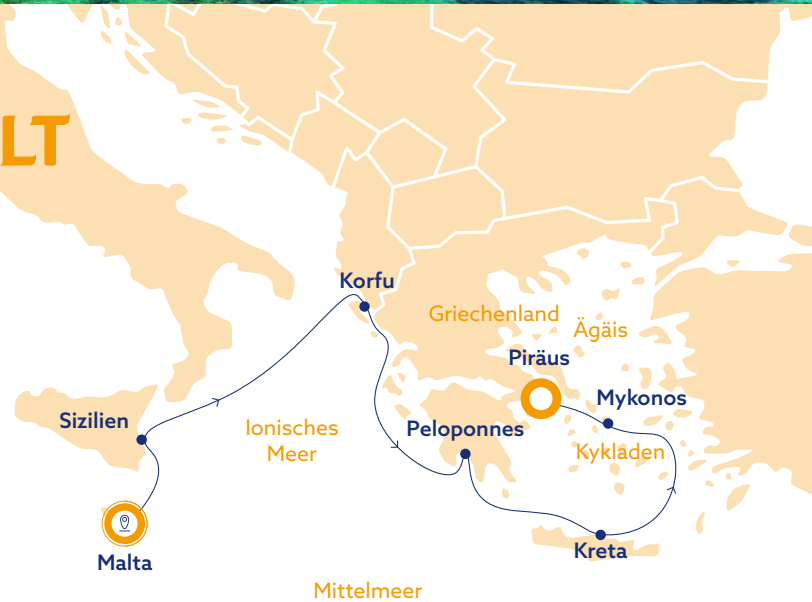 LT
Korfu
Griechenland
Ägäis
Piräus
Mykonos
Sizilien
Ionisches
Meer
Peloponnes
Kykladen
Malta
Kreta
Mittelmeer